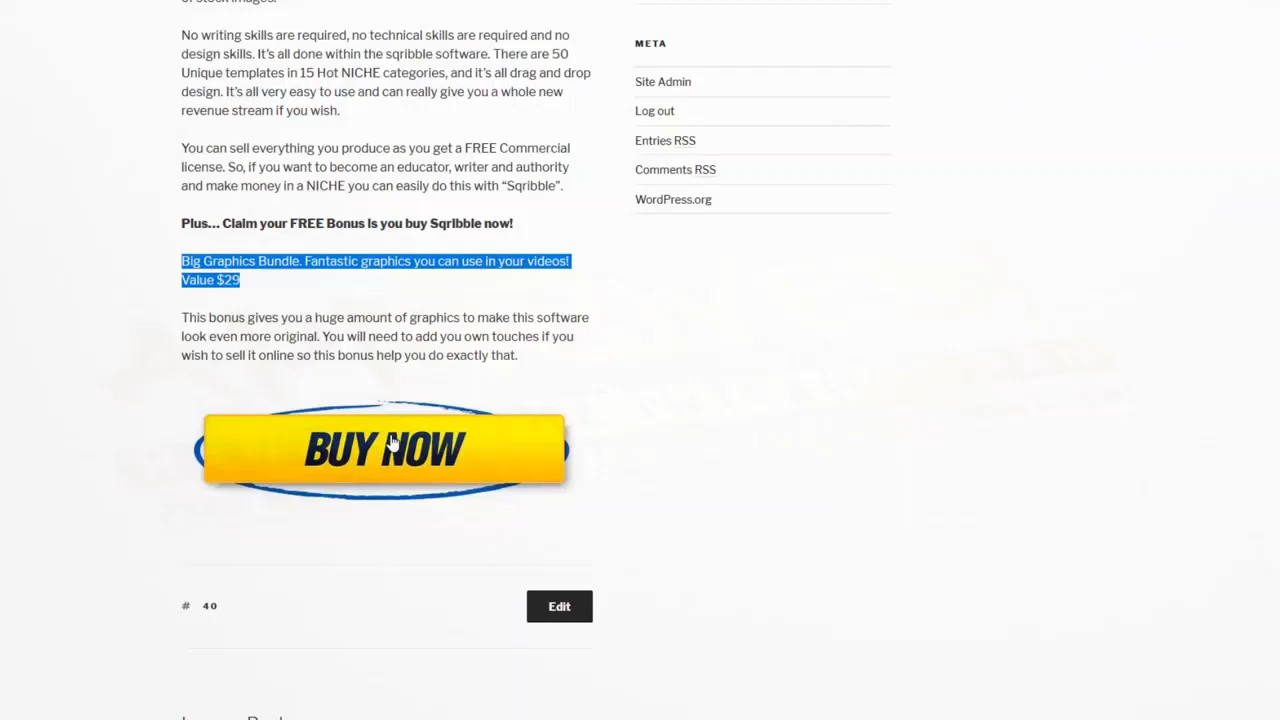 No writing skills are required, no technical skills are required and no
design skills. It's all done within the sqribble software. There are 50
Unique templates in 15 Hot NICHE categories, and it's all drag and drop
design. It's all very easy to use and can really give you a whole new
revenue stream if you wish.
You can sell everything you produce as you get a FREE Commercial
license. So, if you want to become an educator, writer and authority
and make money in a NICHE you can easily do this with “Sqribble”.
Plus… Claim your FREE Bonus is you buy Sqribble now!
Big Graphics Bundle. Fantastic graphics you can use in your videos!
Value $29
This bonus gives you a huge amount of graphics to make this software
look even more original. You will need to add you own touches if you
wish to sell it online so this bonus help you do exactly that.
BUY NOW
# 40
Edit
META
Site Admin
Log out
Entries RSS
Comments RSS
WordPress.org